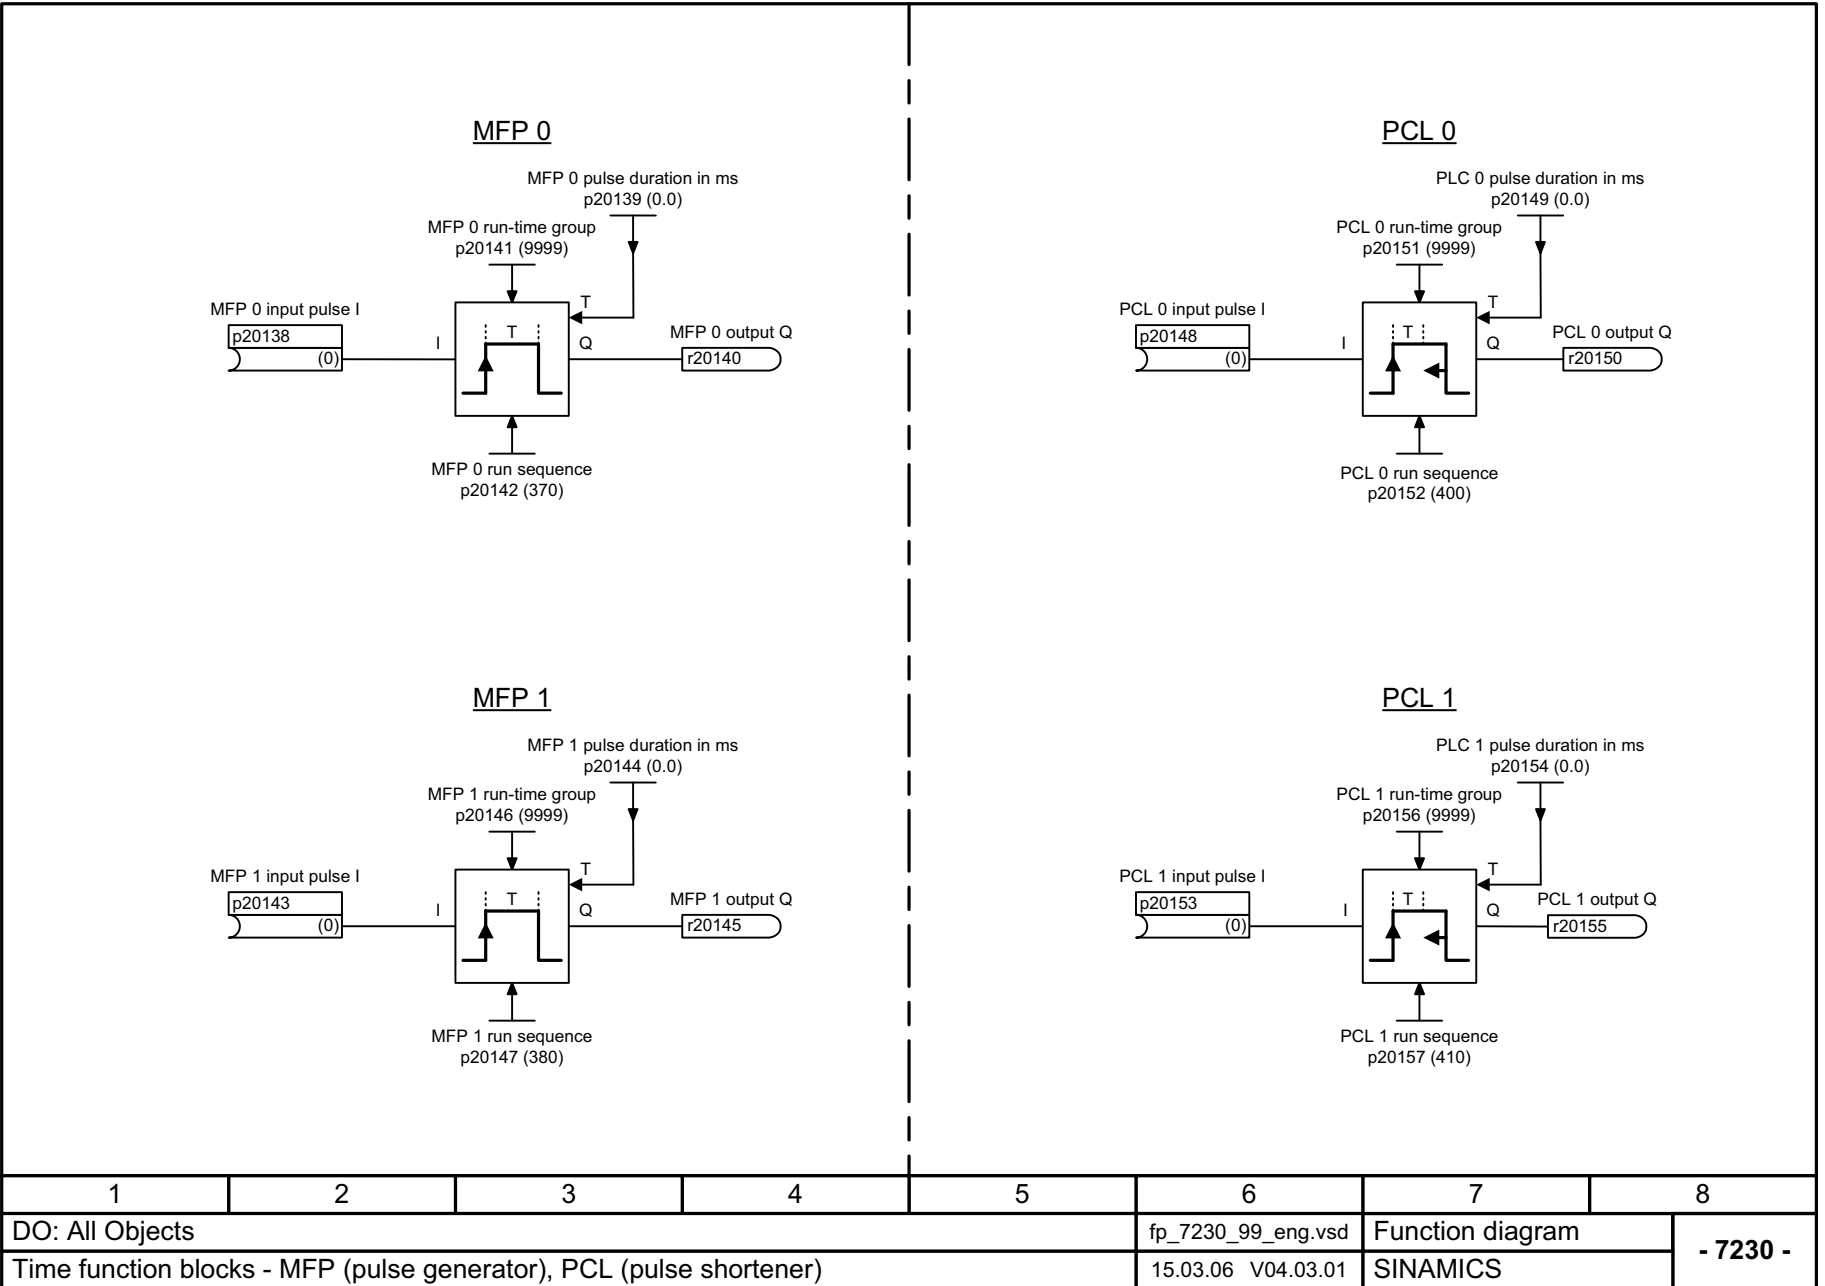 MFP 0
MFP 0 pulse duration in ms
p20139 (0.0)
MFP 0 run-time group
p20141 (9999)
MFP 0 input pulse I
p20138
(0)
I
T
T
Q
MFP 0 output Q
r20140
MFP 0 run sequence
p20142 (370)
PCL 0
PLC 0 pulse duration in ms
p20149 (0.0)
PCL 0 run-time group
p20151 (9999)
PCL 0 input pulse I
p20148
(0)
I
T
T
Q
PCL 0 output Q
r20150
PCL 0 run sequence
p20152 (400)
MFP 1
MFP 1 pulse duration in ms
p20144 (0.0)
MFP 1 run-time group
p20146 (9999)
MFP 1 input pulse I
p20143
(0)
I
T
T
Q
MFP 1 output Q
r20145
MFP 1 run sequence
p20147 (380)
PCL 1
PLC 1 pulse duration in ms
p20154 (0.0)
PCL 1 run-time group
p20156 (9999)
PCL 1 input pulse I
p20153
(0)
I
T
T
Q
PCL 1 output Q
r20155
PCL 1 run sequence
p20157 (410)
1 2 3 4 5 6 7 8
DO: All Objects
fp_7230_99_eng.vsd
Function diagram
- 7230 -
Time function blocks - MFP (pulse generator), PCL (pulse shortener)
15.03.06 V04.03.01
SINAMICS